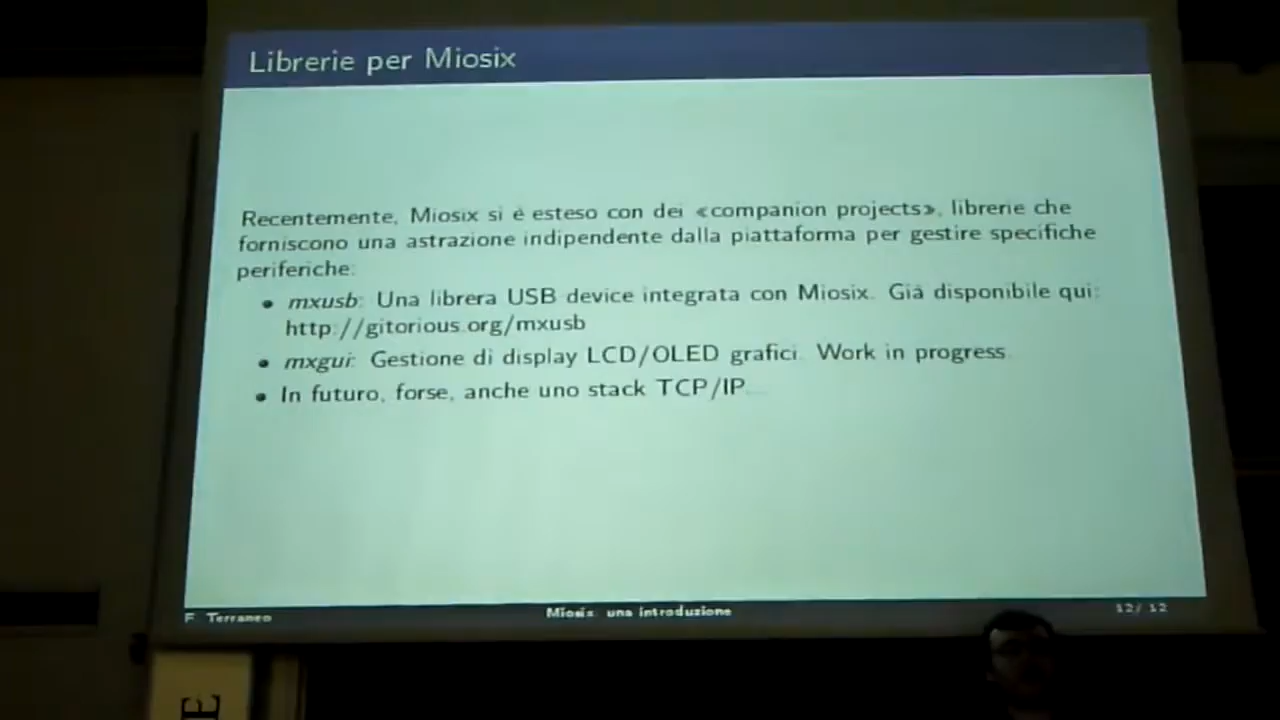 Librerie per Miosix
Recentemente, Miosix si è esteso con dei «companion projects», librerie che
forniscono una astrazione indipendente dalla piattaforma per gestire specifiche
periferiche:
• mxusb: Una librera USB device integrata con Miosix. Già disponibile qui:
http://gitorious.org/mxusb
• mxgui: Gestione di display LCD/OLED grafici. Work in progress.
• In futuro, forse, anche uno stack TCP/IP...
F. Terraneo
Miosix: una introduzione
12/ 12